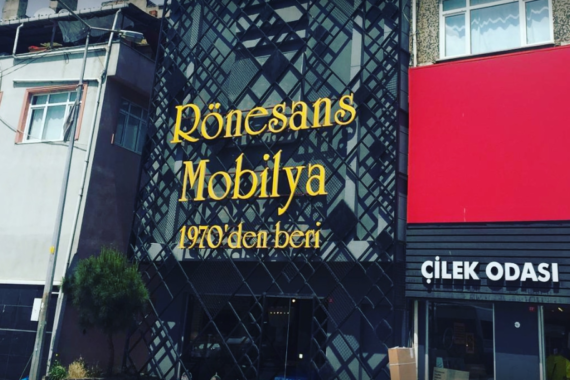 Rönesans
Mobilya
1970'den beri
ÇİLEK ODASI